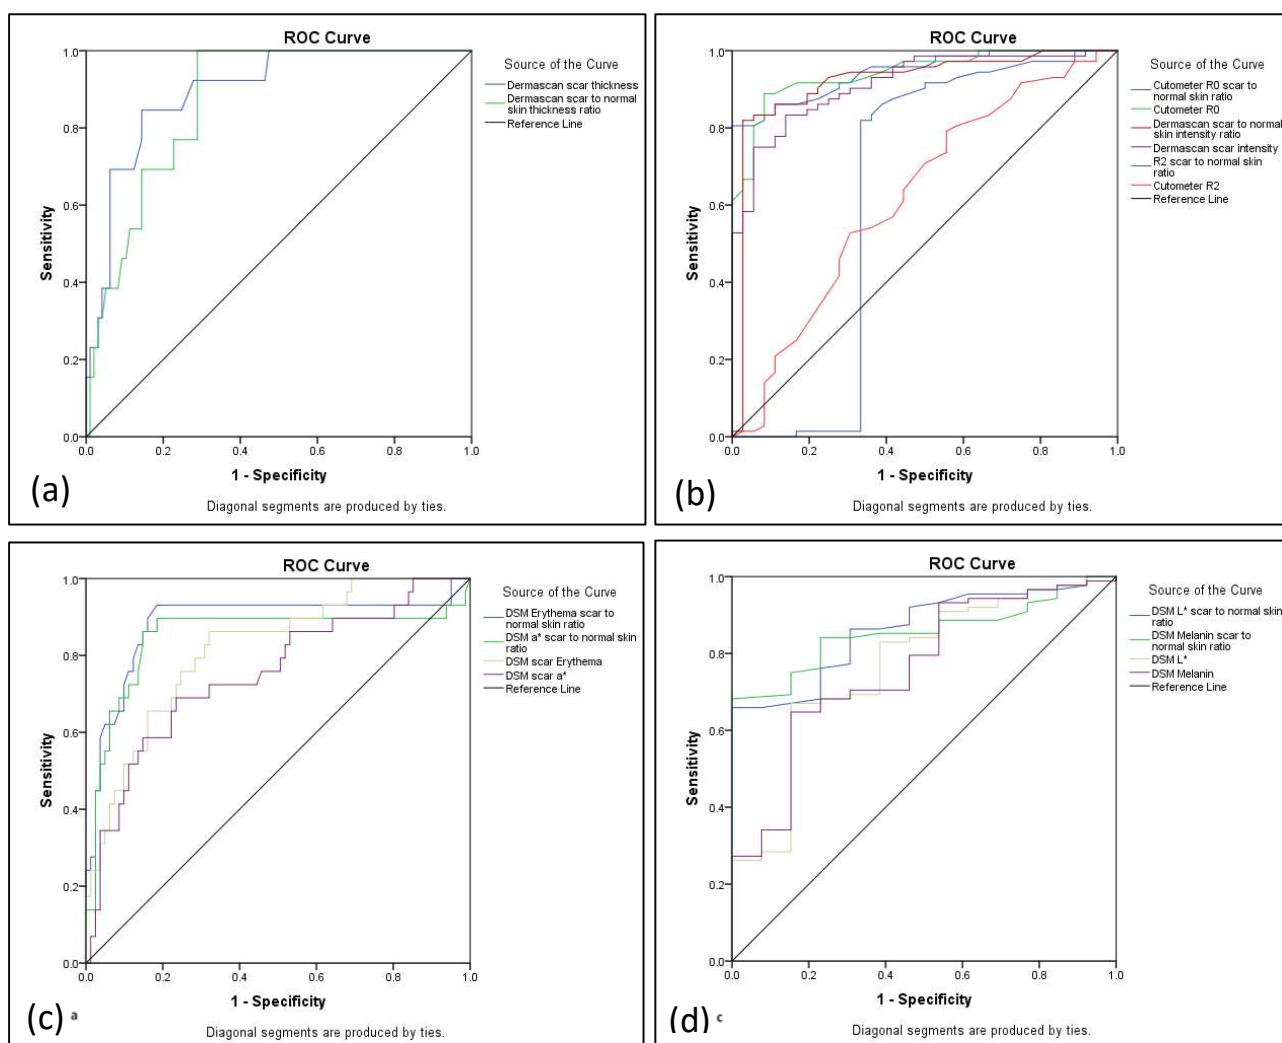 ROC Curve
Source of the Curve
Dermascan scar thickness
Dermascan scar to normal
skin thickness ratio
Reference Line
Sensitivity
1.0
0.8
0.6
0.4
0.2
0.0
0.0 0.2 0.4 0.6 0.8 1.0
1 - Specificity
(a)
Diagonal segments are produced by ties.
ROC Curve
Source of the Curve
Cutometer R0 scar to
normal skin ratio
Cutometer R0
Dermascan scar to normal
skin intensity ratio
Dermascan scar intensity
R2 scar to normal skin
ratio
Cutometer R2
Reference Line
Sensitivity
1.0
0.8
0.6
0.4
0.2
0.0
0.0 0.2 0.4 0.6 0.8 1.0
1 - Specificity
(b)
Diagonal segments are produced by ties.
ROC Curve
Source of the Curve
DSM Erythema scar to
normal skin ratio
DSM a* scar to normal skin
ratio
DSM scar Erythema
DSM scar a*
Reference Line
Sensitivity
1.0
0.8
0.6
0.4
0.2
0.0
0.0 0.2 0.4 0.6 0.8 1.0
1 - Specificity
(c) a
Diagonal segments are produced by ties.
ROC Curve
Source of the Curve
DSM L* scar to normal skin
ratio
DSM Melanin scar to
normal skin ratio
DSM L*
DSM Melanin
Reference Line
Sensitivity
1.0
0.8
0.6
0.4
0.2
0.0
0.0 0.2 0.4 0.6 0.8 1.0
1 - Specificity
(d) c
Diagonal segments are produced by ties.